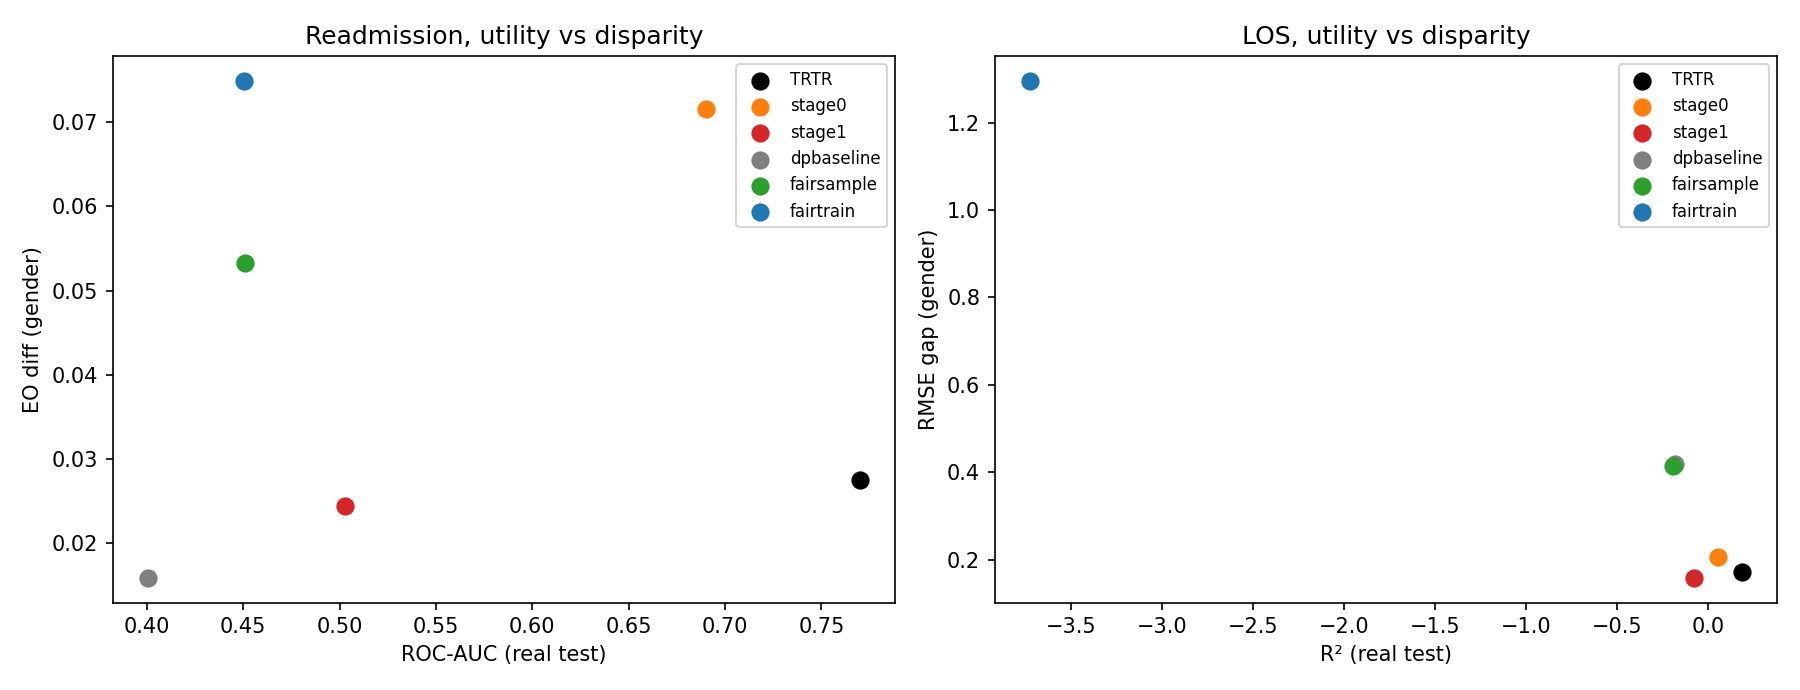 Readmission, utility vs disparity
EO diff (gender)
0.07
0.06
0.05
0.04
0.03
0.02
0.40 0.45 0.50 0.55 0.60 0.65 0.70 0.75
ROC-AUC (real test)
TRTR
stage0
stage1
dpbaseline
fairsample
fairtrain
LOS, utility vs disparity
RMSE gap (gender)
1.2
1.0
0.8
0.6
0.4
0.2
−3.5 −3.0 −2.5 −2.0 −1.5 −1.0 −0.5 0.0
R² (real test)
TRTR
stage0
stage1
dpbaseline
fairsample
fairtrain